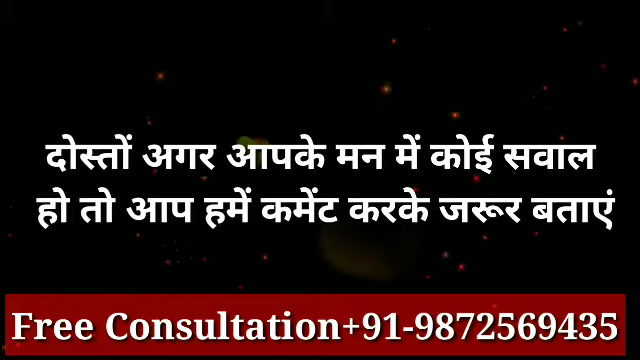 दोस्तों अगर आपके मन में कोई सवाल
हो तो आप हमें कमेंट करके जरूर बताएं
Free Consultation+91-9872569435